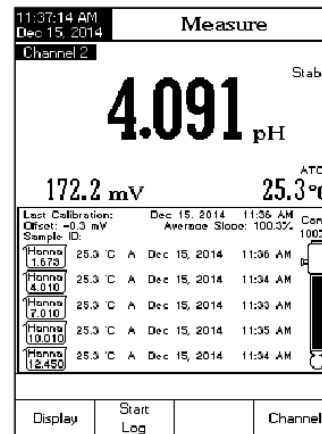 11:37:14 AM
Dec 15, 2014
Measure
Channel 2
Stab
4.091 pH
ATC
172.2 mV
25.3 °C
Last Calibration: Dec 15, 2014 11:36 AM
Offset: -0.3 mV Average Slope: 100.3%
Sample ID:
Con
100%
Hanna 1.679 25.3 °C A Dec 15, 2014 11:36 AM
Hanna 4.010 25.3 °C A Dec 15, 2014 11:34 AM
Hanna 7.010 25.3 °C A Dec 15, 2014 11:33 AM
Hanna 10.010 25.3 °C A Dec 15, 2014 11:35 AM
Hanna 12.450 25.3 °C A Dec 15, 2014 11:34 AM
Display
Start Log
Channel